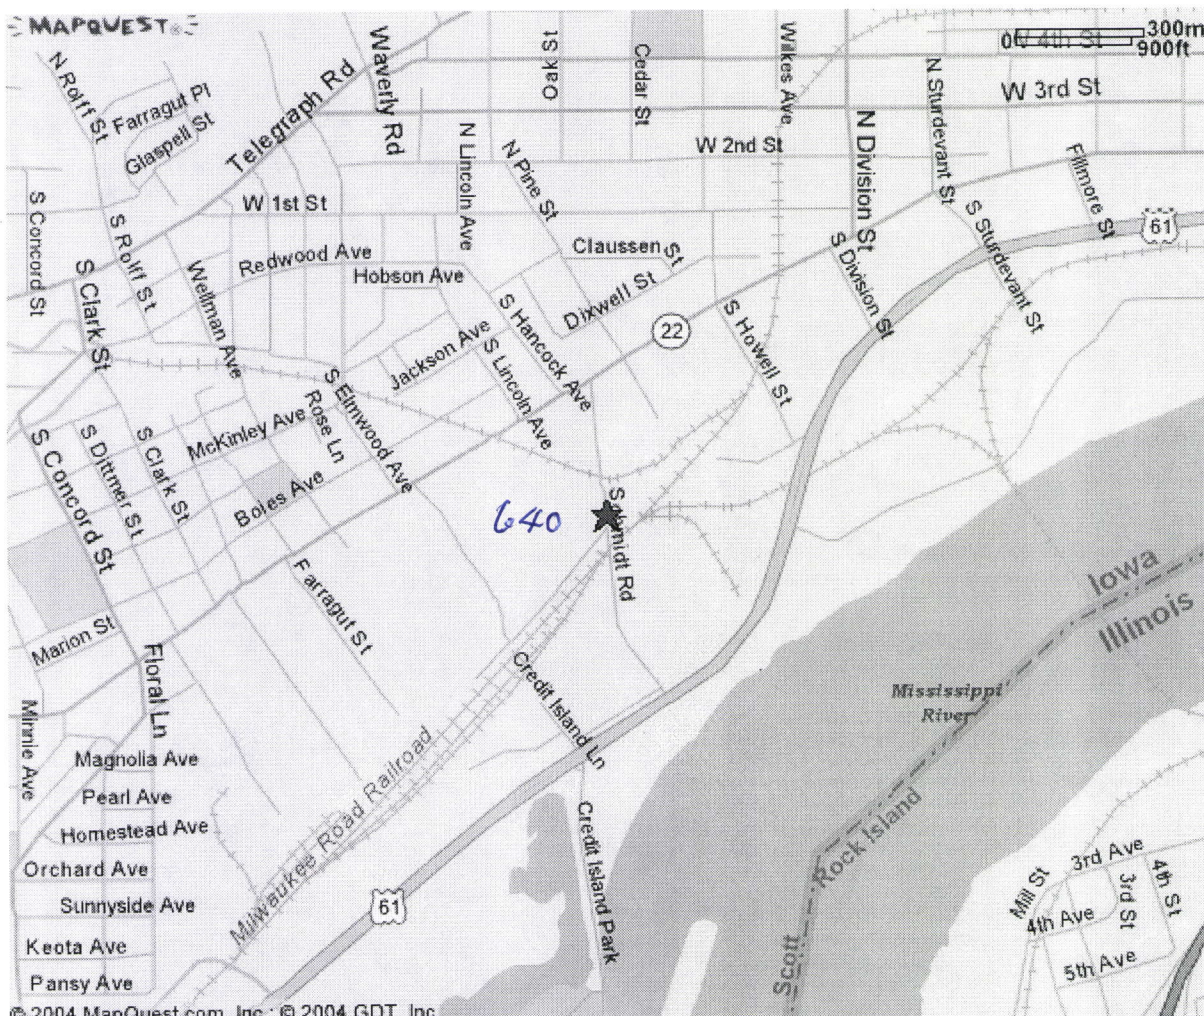 MAPQUEST®
300m
900ft
0
W 4th St
N Rolff St
Farragut Pl
Glaspell St
Telegraph Rd
Waverly Rd
Oak St
Cedar St
Wilkes Ave
N Sturdevant St
W 3rd St
N Lincoln Ave
N Pine St
W 2nd St
N Division St
Fillmore St
S Concord St
W 1st St
S Rolff St
Redwood Ave
Hobson Ave
Claussen St
S Division St
S Sturdevant St
61
S Clark St
Wellman Ave
Dixwell St
22
S Hancock Ave
Jackson Ave
S Lincoln Ave
S Howell St
S Elmwood Ave
Rose Ln
McKinley Ave
S Concord St
S Dittmer St
S Clark St
Boles Ave
640
Schmidt Rd
Farragut St
Iowa
Illinois
Marion St
Floral Ln
Minnie Ave
Credit Island Ln
Mississippi
River
Magnolia Ave
Pearl Ave
Homestead Ave
Orchard Ave
Sunnyside Ave
Keota Ave
Pansy Ave
Milwaukee Road Railroad
61
Credit Island Park
Rock Island
Scott
Mill St
3rd Ave
3rd St
4th St
4th Ave
5th Ave
© 2004 MapQuest.com, Inc.; © 2004 GDT, Inc.